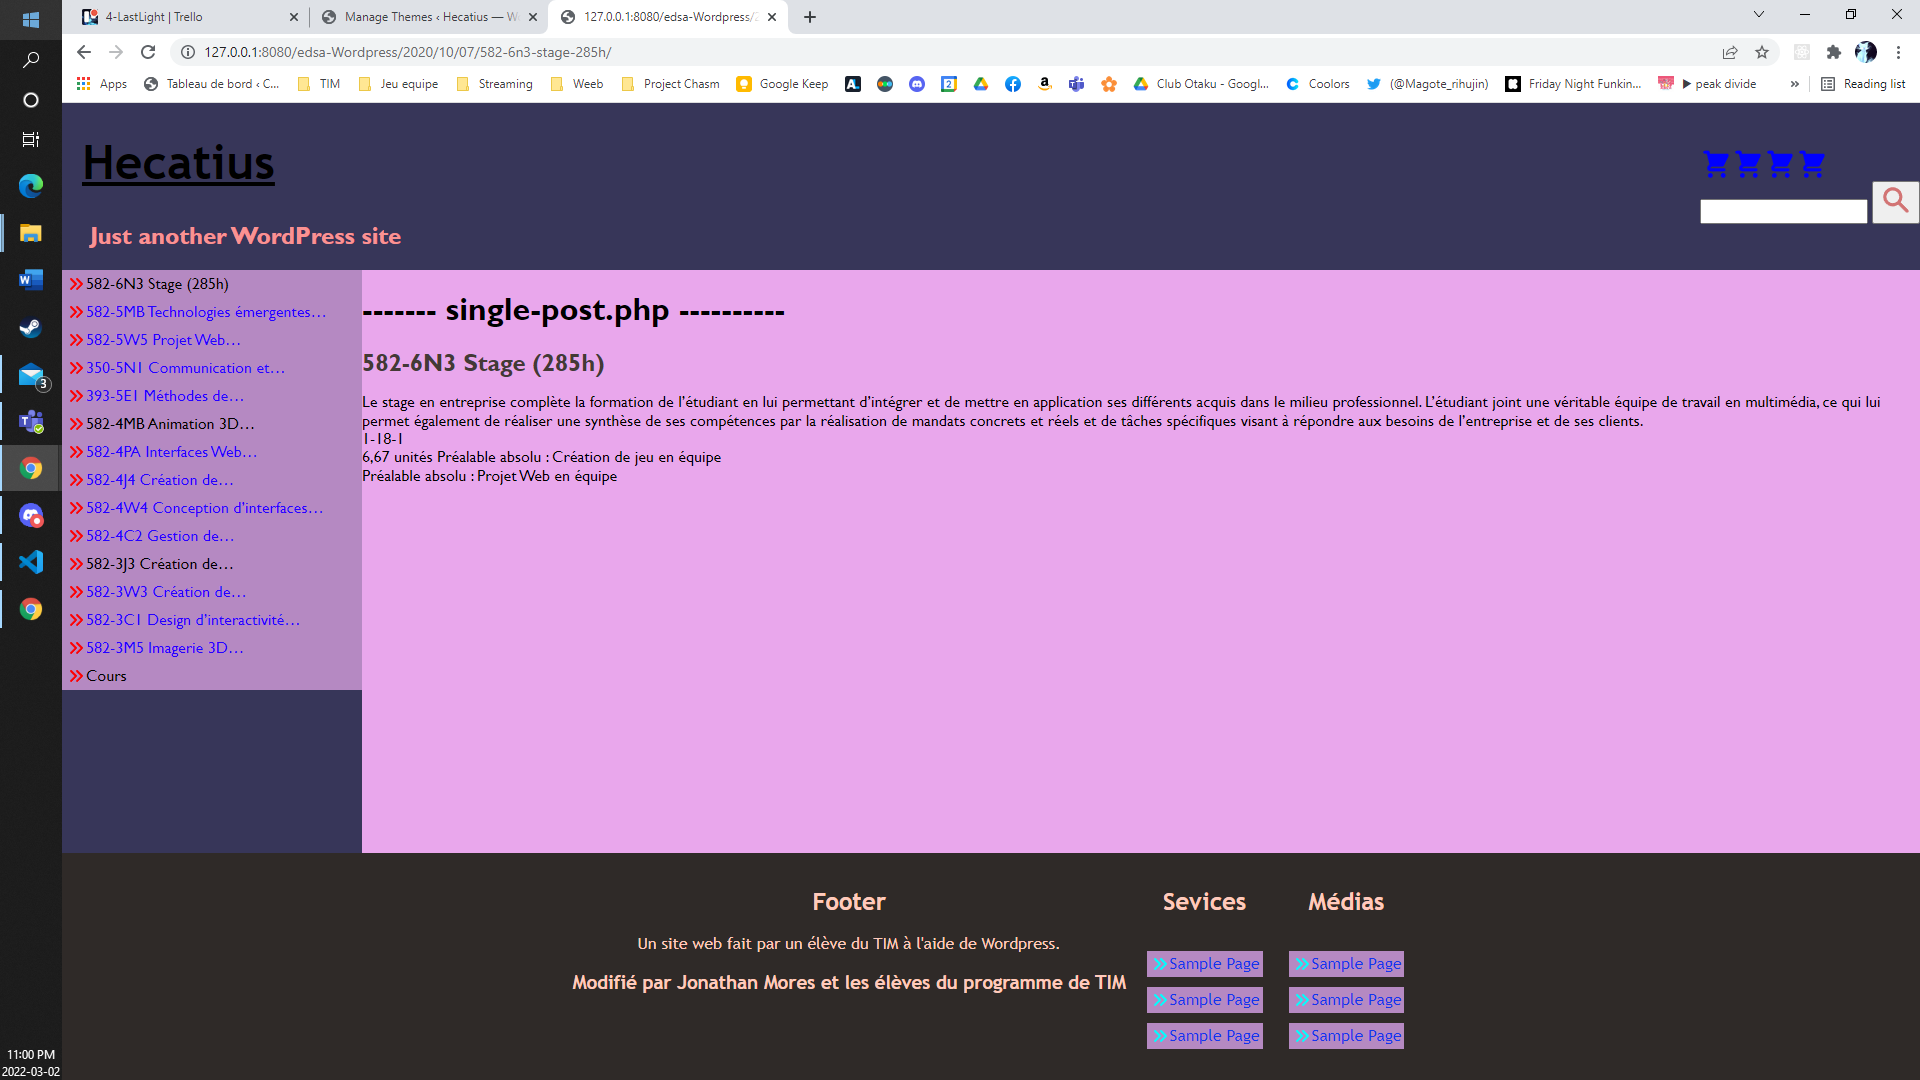 4-LastLight | Trello
Manage Themes ‹ Hecatius — W
127.0.0.1:8080/edsa-Wordpress/2
127.0.0.1:8080/edsa-Wordpress/2020/10/07/582-6n3-stage-285h/
Apps
Tableau de bord ‹ C...
TIM
Jeu equipe
Streaming
Weeb
Project Chasm
Google Keep
Club Otaku - Googl...
Coolors
(@Magote_rihujin)
Friday Night Funkin...
▶ peak divide
»
Reading list
Hecatius
Just another WordPress site
582-6N3 Stage (285h)
582-5MB Technologies émergentes…
582-5W5 Projet Web…
350-5N1 Communication et…
393-5E1 Méthodes de…
582-4MB Animation 3D…
582-4PA Interfaces Web…
582-4J4 Création de…
582-4W4 Conception d’interfaces…
582-4C2 Gestion de…
582-3J3 Création de…
582-3W3 Création de…
582-3C1 Design d’interactivité…
582-3M5 Imagerie 3D…
Cours
------- single-post.php ----------
582-6N3 Stage (285h)
Le stage en entreprise complète la formation de l’étudiant en lui permettant d’intégrer et de mettre en application ses différents acquis dans le milieu professionnel. L’étudiant joint une véritable équipe de travail en multimédia, ce qui lui
permet également de réaliser une synthèse de ses compétences par la réalisation de mandats concrets et réels et de tâches spécifiques visant à répondre aux besoins de l’entreprise et de ses clients.
1-18-1
6,67 unités Préalable absolu : Création de jeu en équipe
Préalable absolu : Projet Web en équipe
Footer
Un site web fait par un élève du TIM à l'aide de Wordpress.
Modifié par Jonathan Mores et les élèves du programme de TIM
Sevices
Sample Page
Sample Page
Sample Page
Médias
Sample Page
Sample Page
Sample Page
3
11:00 PM
2022-03-02